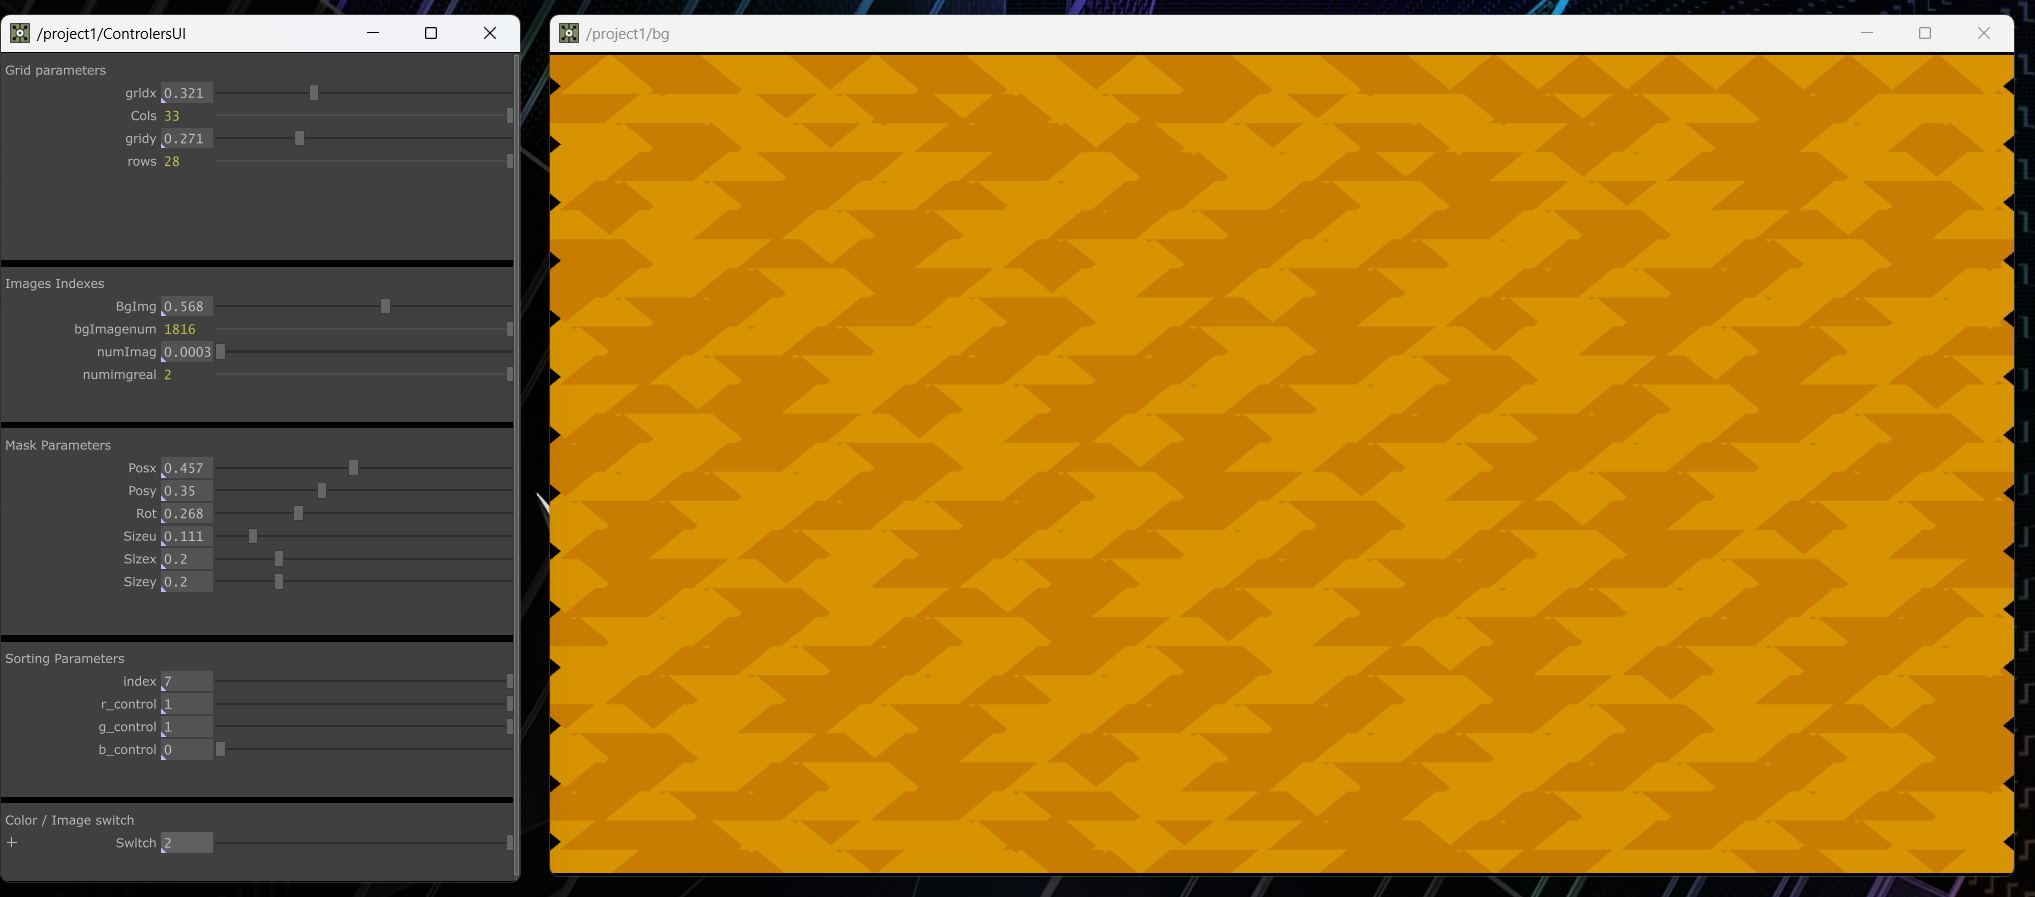 /project1/ControlersUI
Grid parameters
gridx 0.321
Cols 33
gridy 0.271
rows 28
Images Indexes
BgImg 0.568
bgImagenum 1816
numImag 0.0003
numimgreal 2
Mask Parameters
Posx 0.457
Posy 0.35
Rot 0.268
Sizeu 0.111
Sizex 0.2
Sizey 0.2
Sorting Parameters
index 7
r_control 1
g_control 1
b_control 0
Color / Image switch
+ Switch 2
/project1/bg